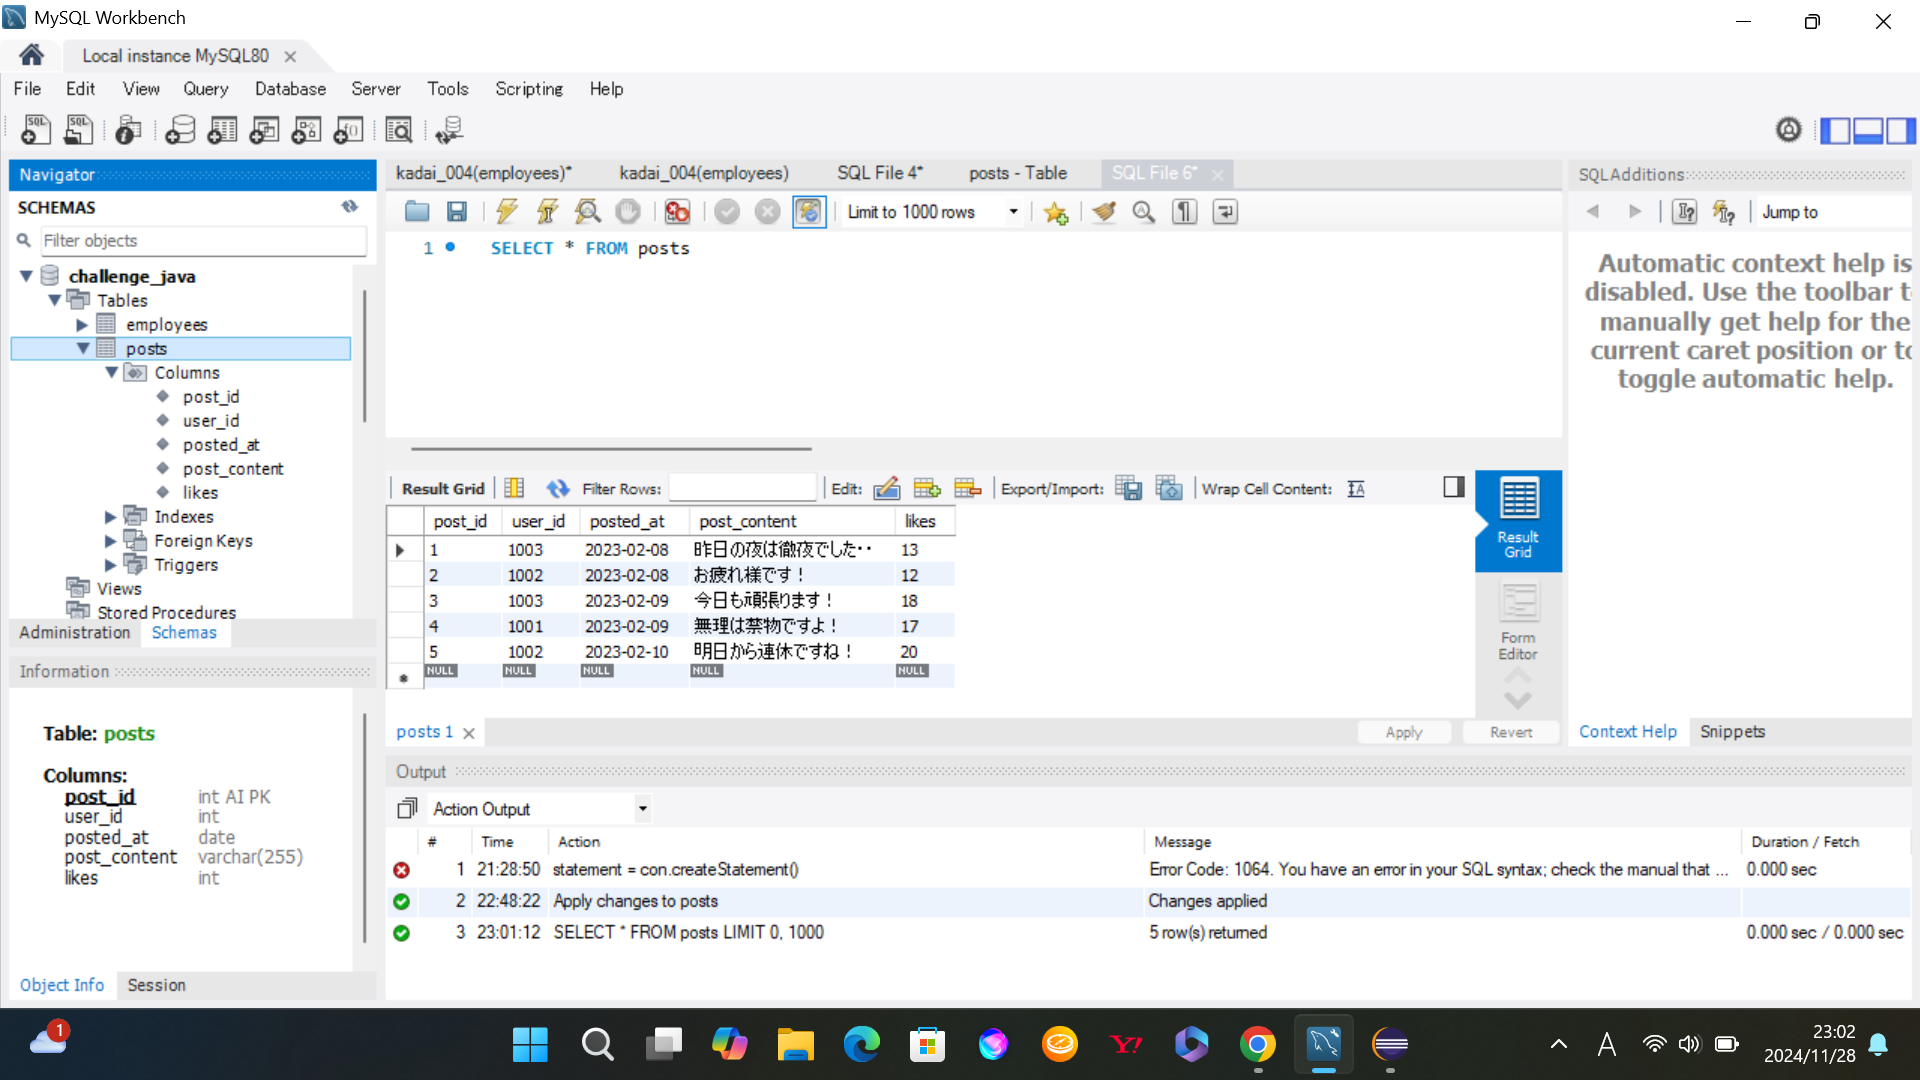 MySQL Workbench
Local instance MySQL80
File Edit View Query Database Server Tools Scripting Help
Navigator
SCHEMAS
Filter objects
challenge_java
Tables
employees
posts
Columns
post_id
user_id
posted_at
post_content
likes
Indexes
Foreign Keys
Triggers
Views
Stored Procedures
Administration Schemas
Information
Table: posts
Columns:
post_id int AI PK
user_id int
posted_at date
post_content varchar(255)
likes int
Object Info Session
kadai_004(employees)* kadai_004(employees) SQL File 4* posts - Table SQL File 6*
Limit to 1000 rows
1 SELECT * FROM posts
Result Grid Filter Rows: Edit: Export/Import: Wrap Cell Content:
post_id user_id posted_at post_content likes
1 1003 2023-02-08 昨日の夜は徹夜でした・・ 13
2 1002 2023-02-08 お疲れ様です！ 12
3 1003 2023-02-09 今日も頑張ります！ 18
4 1001 2023-02-09 無理は禁物ですよ！ 17
5 1002 2023-02-10 明日から連休ですね！ 20
NULL NULL NULL NULL NULL
Result
Grid
Form
Editor
posts 1
Apply Revert
SQLAdditions
Jump to
Automatic context help is
disabled. Use the toolbar
manually get help for the
current caret position or
toggle automatic help.
Context Help Snippets
Output
Action Output
# Time Action Message Duration / Fetch
1 21:28:50 statement = con.createStatement() Error Code: 1064. You have an error in your SQL syntax; check the manual that ... 0.000 sec
2 22:48:22 Apply changes to posts Changes applied
3 23:01:12 SELECT * FROM posts LIMIT 0, 1000 5 row(s) returned 0.000 sec / 0.000 sec
1
A
23:02
2024/11/28